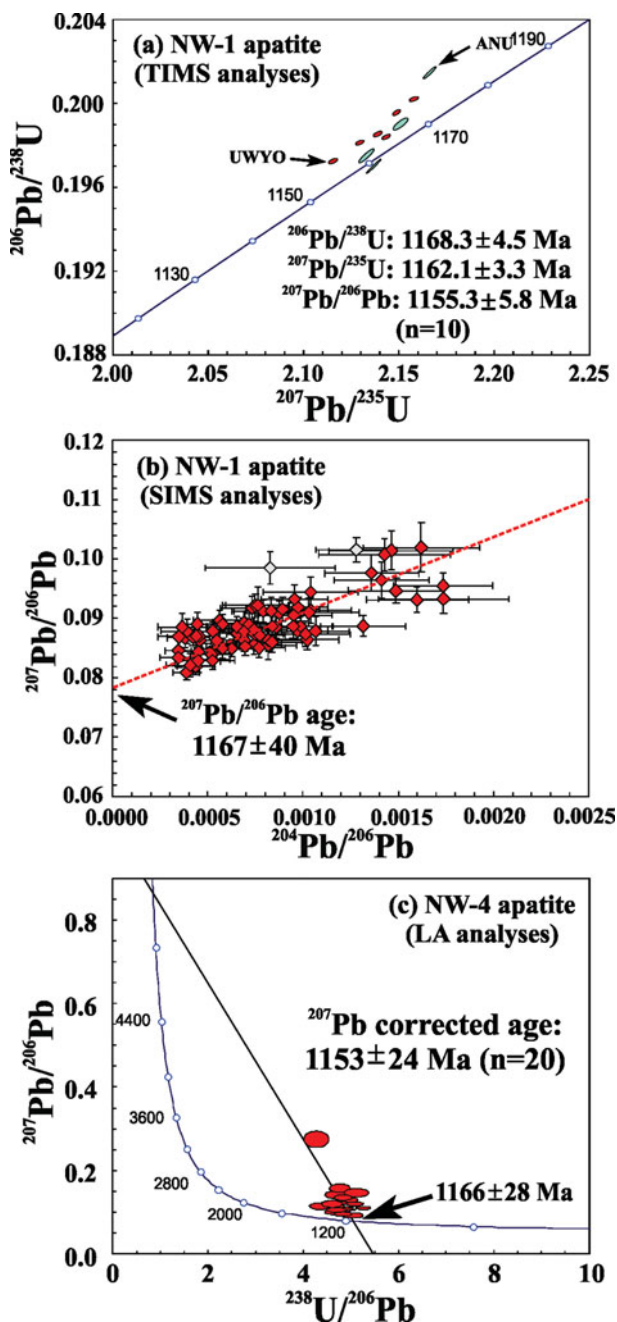 (a) NW-1 apatite
(TIMS analyses)
ANU
1190
1170
UWYO
1150
1130
²⁰⁶Pb/²³⁸U: 1168.3±4.5 Ma
²⁰⁷Pb/²³⁵U: 1162.1±3.3 Ma
²⁰⁷Pb/²⁰⁶Pb: 1155.3±5.8 Ma
(n=10)
0.204
0.200
0.196
0.192
0.188
²⁰⁶Pb/²³⁸U
2.00 2.05 2.10 2.15 2.20 2.25
²⁰⁷Pb/²³⁵U
(b) NW-1 apatite
(SIMS analyses)
0.12
0.11
0.10
0.09
0.08
0.07
0.06
²⁰⁷Pb/²⁰⁶Pb
²⁰⁷Pb/²⁰⁶Pb age:
1167±40 Ma
0.0000 0.0005 0.0010 0.0015 0.0020 0.0025
²⁰⁴Pb/²⁰⁶Pb
(c) NW-4 apatite
(LA analyses)
0.8
0.6
0.4
0.2
0.0
²⁰⁷Pb/²⁰⁶Pb
4400
3600
2800
2000
1200
²⁰⁷Pb corrected age:
1153±24 Ma (n=20)
1166±28 Ma
0 2 4 6 8 10
²³⁸U/²⁰⁶Pb